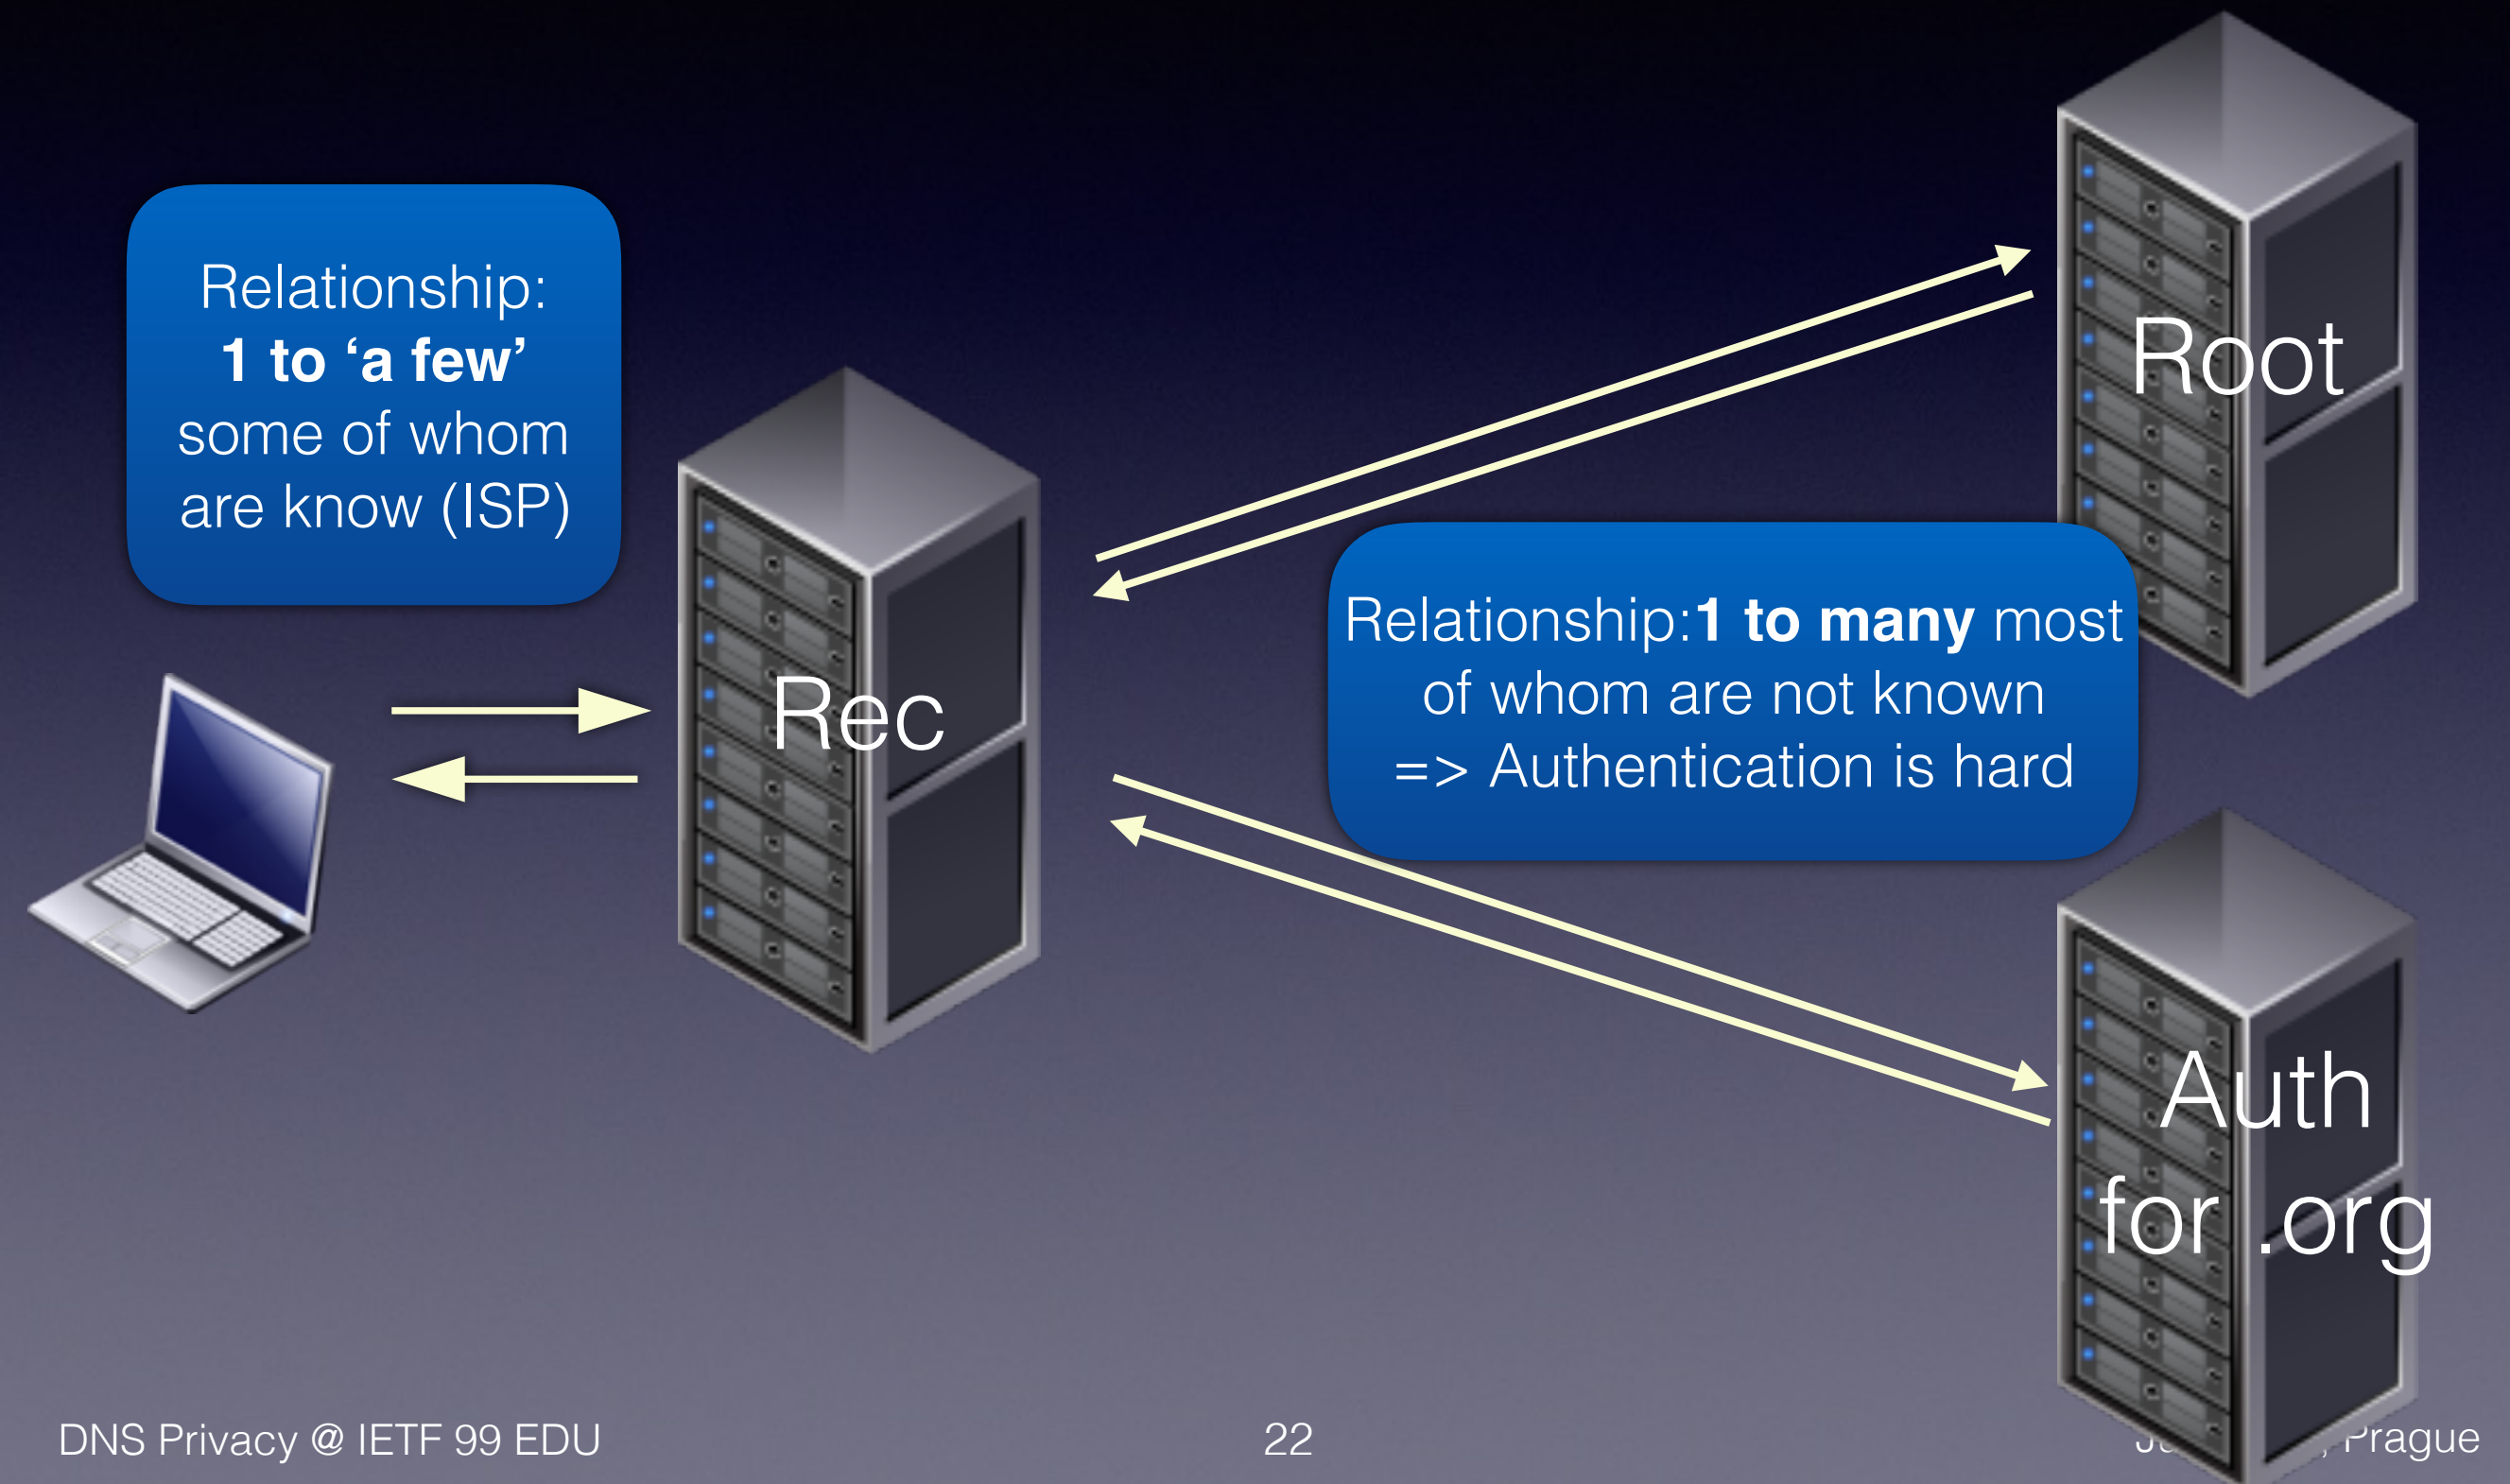 Relationship:
1 to ‘a few’
some of whom
are know (ISP)
Rec
Root
Relationship:1 to many most
of whom are not known
=> Authentication is hard
Auth
for .org
DNS Privacy @ IETF 99 EDU
22
Prague